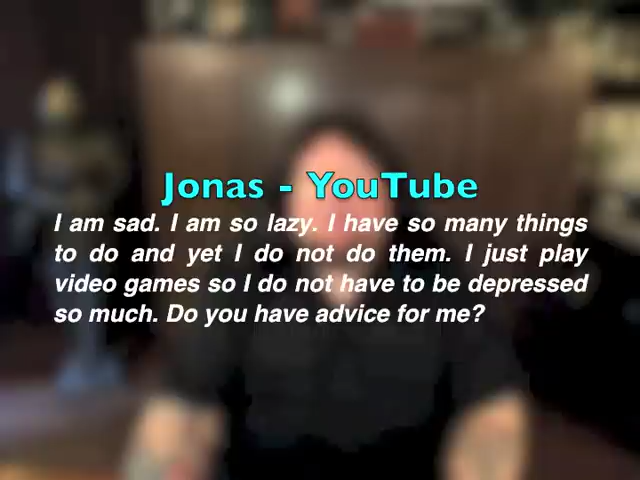 Jonas - YouTube
I am sad. I am so lazy. I have so many things
to do and yet I do not do them. I just play
video games so I do not have to be depressed
so much. Do you have advice for me?